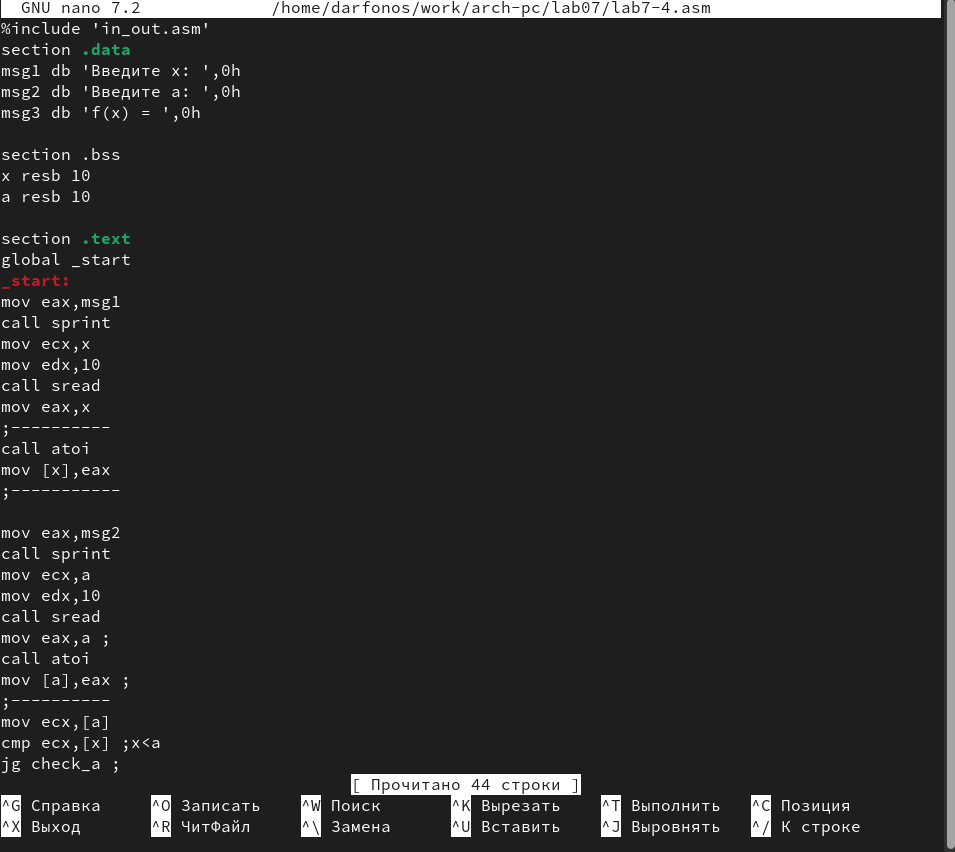 GNU nano 7.2 /home/darfonos/work/arch-pc/lab07/lab7-4.asm
%include 'in_out.asm'
section .data
msg1 db 'Введите x: ',0h
msg2 db 'Введите a: ',0h
msg3 db 'f(x) = ',0h
section .bss
x resb 10
a resb 10
section .text
global _start
_start:
mov eax,msg1
call sprint
mov ecx,x
mov edx,10
call sread
mov eax,x
;----------
call atoi
mov [x],eax
;-----------
mov eax,msg2
call sprint
mov ecx,a
mov edx,10
call sread
mov eax,a ;
call atoi
mov [a],eax ;
;----------
mov ecx,[a]
cmp ecx,[x] ;x<a
jg check_a ;
[ Прочитано 44 строки ]
^G Справка ^O Записать ^W Поиск ^K Вырезать ^T Выполнить ^C Позиция
^X Выход ^R ЧитФайл ^\ Замена ^U Вставить ^J Выровнять ^/ К строке